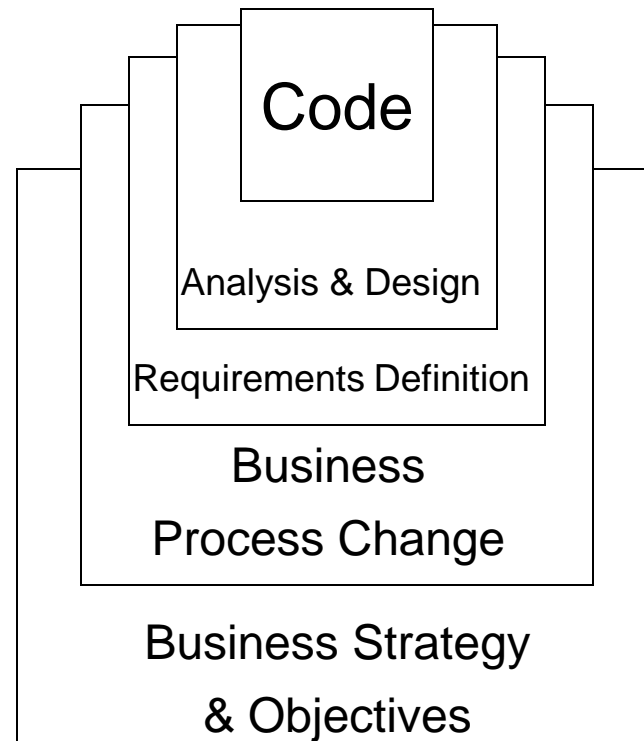 Code
Analysis & Design
Requirements Definition
Business
Process Change
Business Strategy
& Objectives